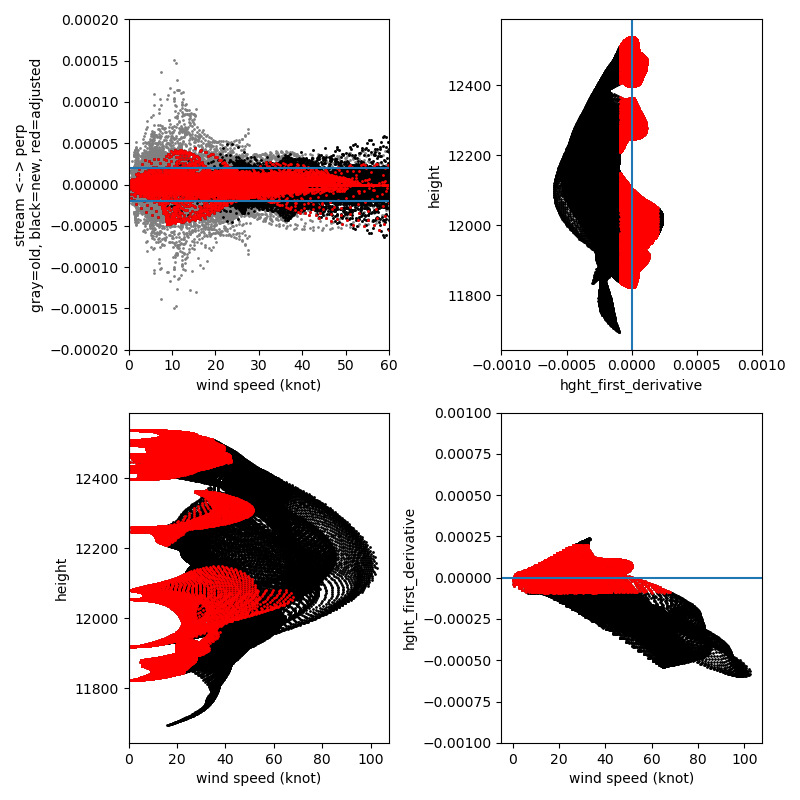 stream <--> perp
gray=old, black=new, red=adjusted
0.00020
0.00015
0.00010
0.00005
0.00000
−0.00005
−0.00010
−0.00015
−0.00020
0 10 20 30 40 50 60
wind speed (knot)
height
12400
12200
12000
11800
−0.0010 −0.0005 0.0000 0.0005 0.0010
hght_first_derivative
height
12400
12200
12000
11800
0 20 40 60 80 100
wind speed (knot)
hght_first_derivative
0.00100
0.00075
0.00050
0.00025
0.00000
−0.00025
−0.00050
−0.00075
−0.00100
0 20 40 60 80 100
wind speed (knot)